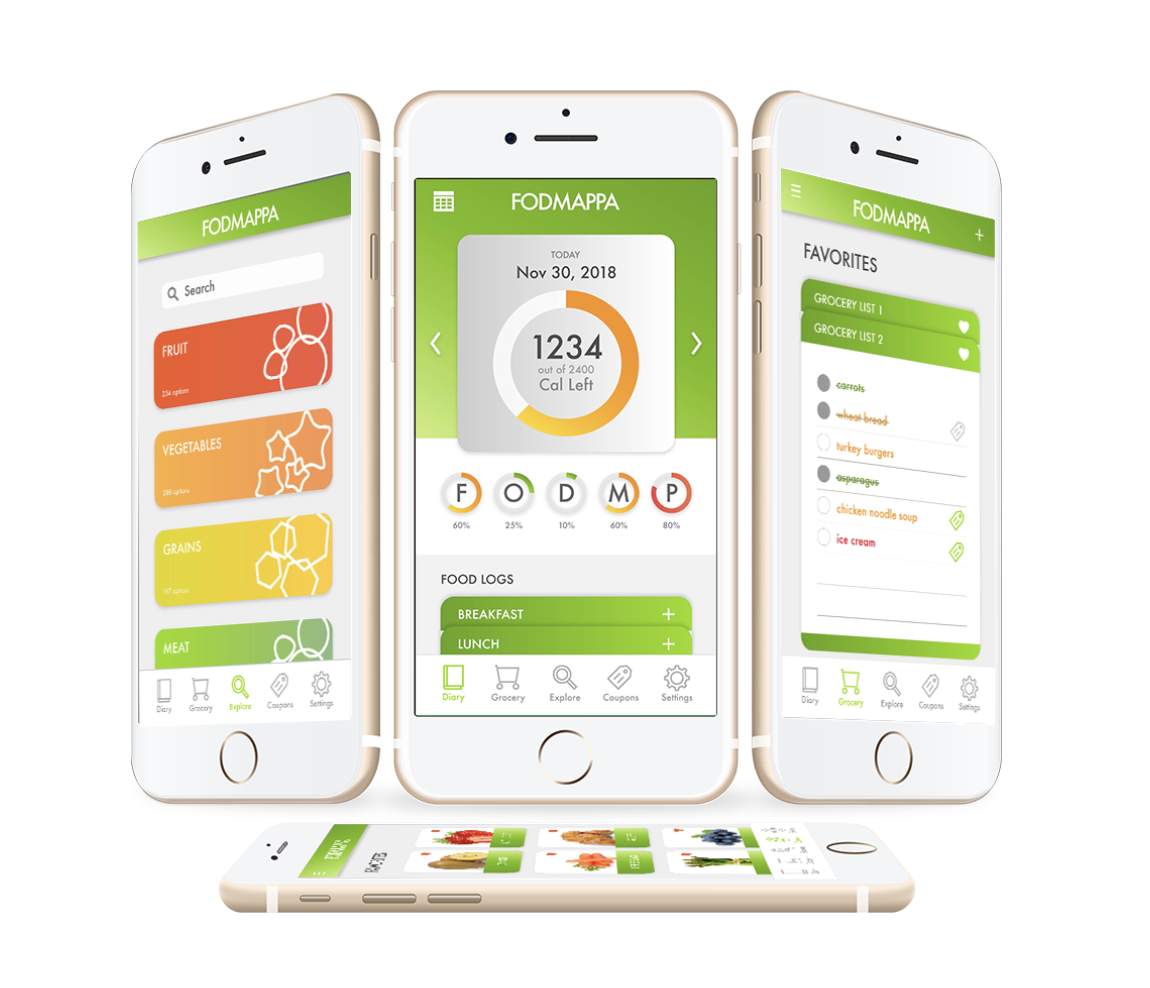 FODMAPPA
Search
FRUIT
234 options
VEGETABLES
288 options
GRAINS
147 options
MEAT
Diary Grocery Explore Coupons Settings
FODMAPPA
TODAY
Nov 30, 2018
1234
out of 2400
Cal Left
F O D M P
60% 25% 10% 60% 80%
FOOD LOGS
BREAKFAST +
LUNCH +
Diary Grocery Explore Coupons Settings
FODMAPPA +
FAVORITES
GROCERY LIST 1
GROCERY LIST 2
carrots
wheat bread
turkey burgers
asparagus
chicken noodle soup
ice cream
Diary Grocery Explore Coupons Settings